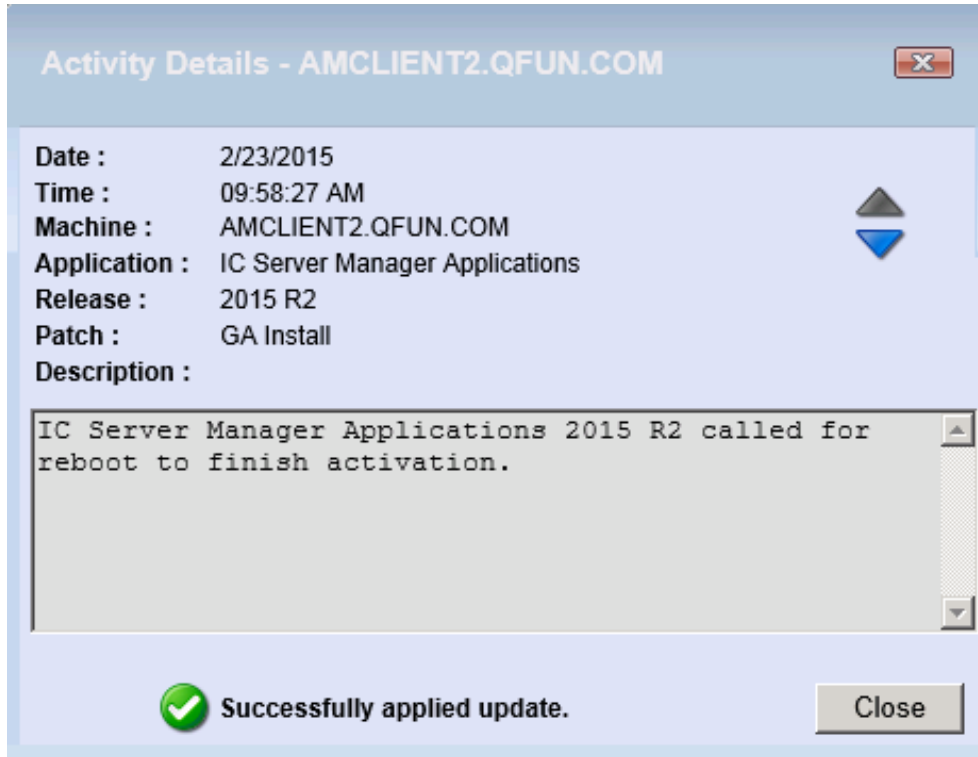 Activity Details - AMCLIENT2.QFUN.COM
Date : 2/23/2015
Time : 09:58:27 AM
Machine : AMCLIENT2.QFUN.COM
Application : IC Server Manager Applications
Release : 2015 R2
Patch : GA Install
Description :
IC Server Manager Applications 2015 R2 called for
reboot to finish activation.
Successfully applied update.
Close